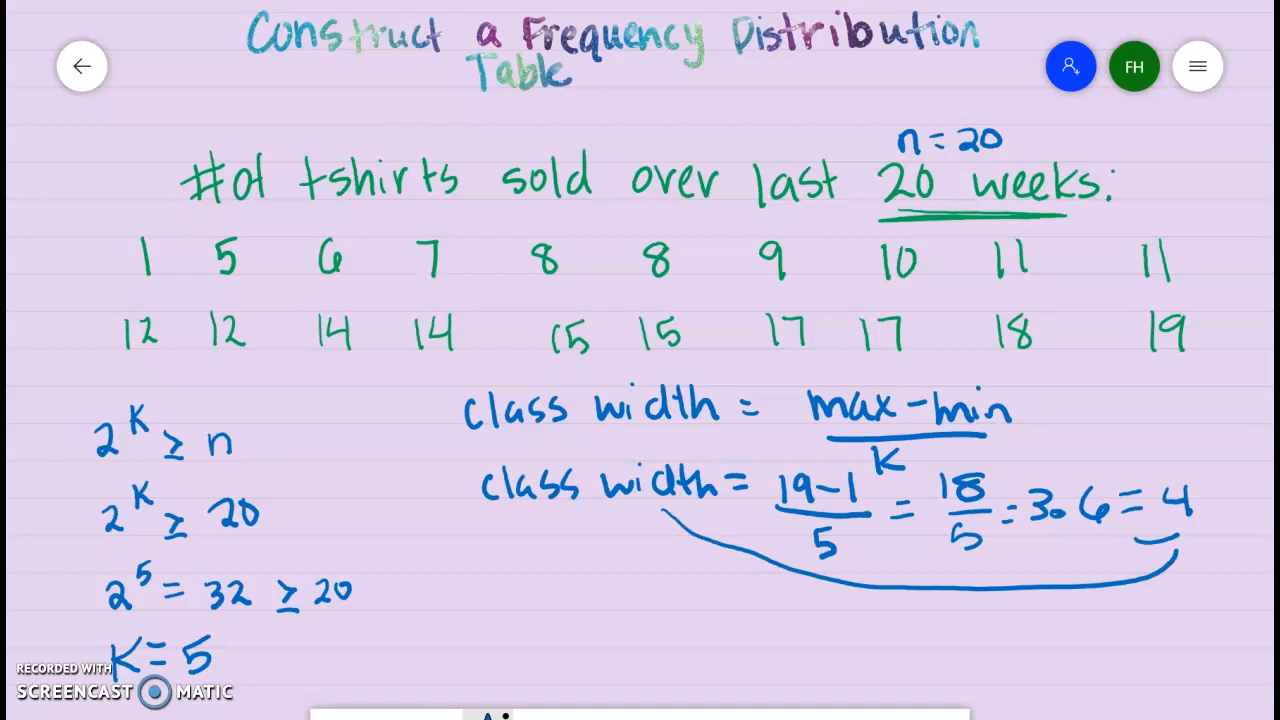 Construct a Frequency Distribution
Table
FH
n = 20
# of tshirts sold over last 20 weeks:
1 5 6 7 8 8 9 10 11 11
12 12 14 14 15 15 17 17 18 19
2^K ≥ n
2^K ≥ 20
2^5 = 32 ≥ 20
K = 5
class width = max - min / K
class width = 19 - 1 / 5 = 18 / 5 = 3.6 = 4
RECORDED WITH
SCREENCAST MATIC